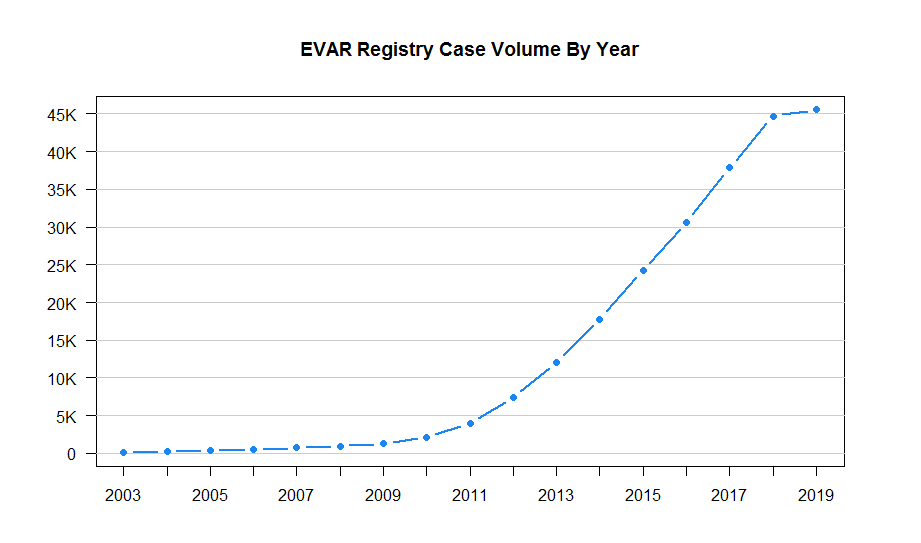 EVAR Registry Case Volume By Year
45K
40K
35K
30K
25K
20K
15K
10K
5K
0
2003 2005 2007 2009 2011 2013 2015 2017 2019